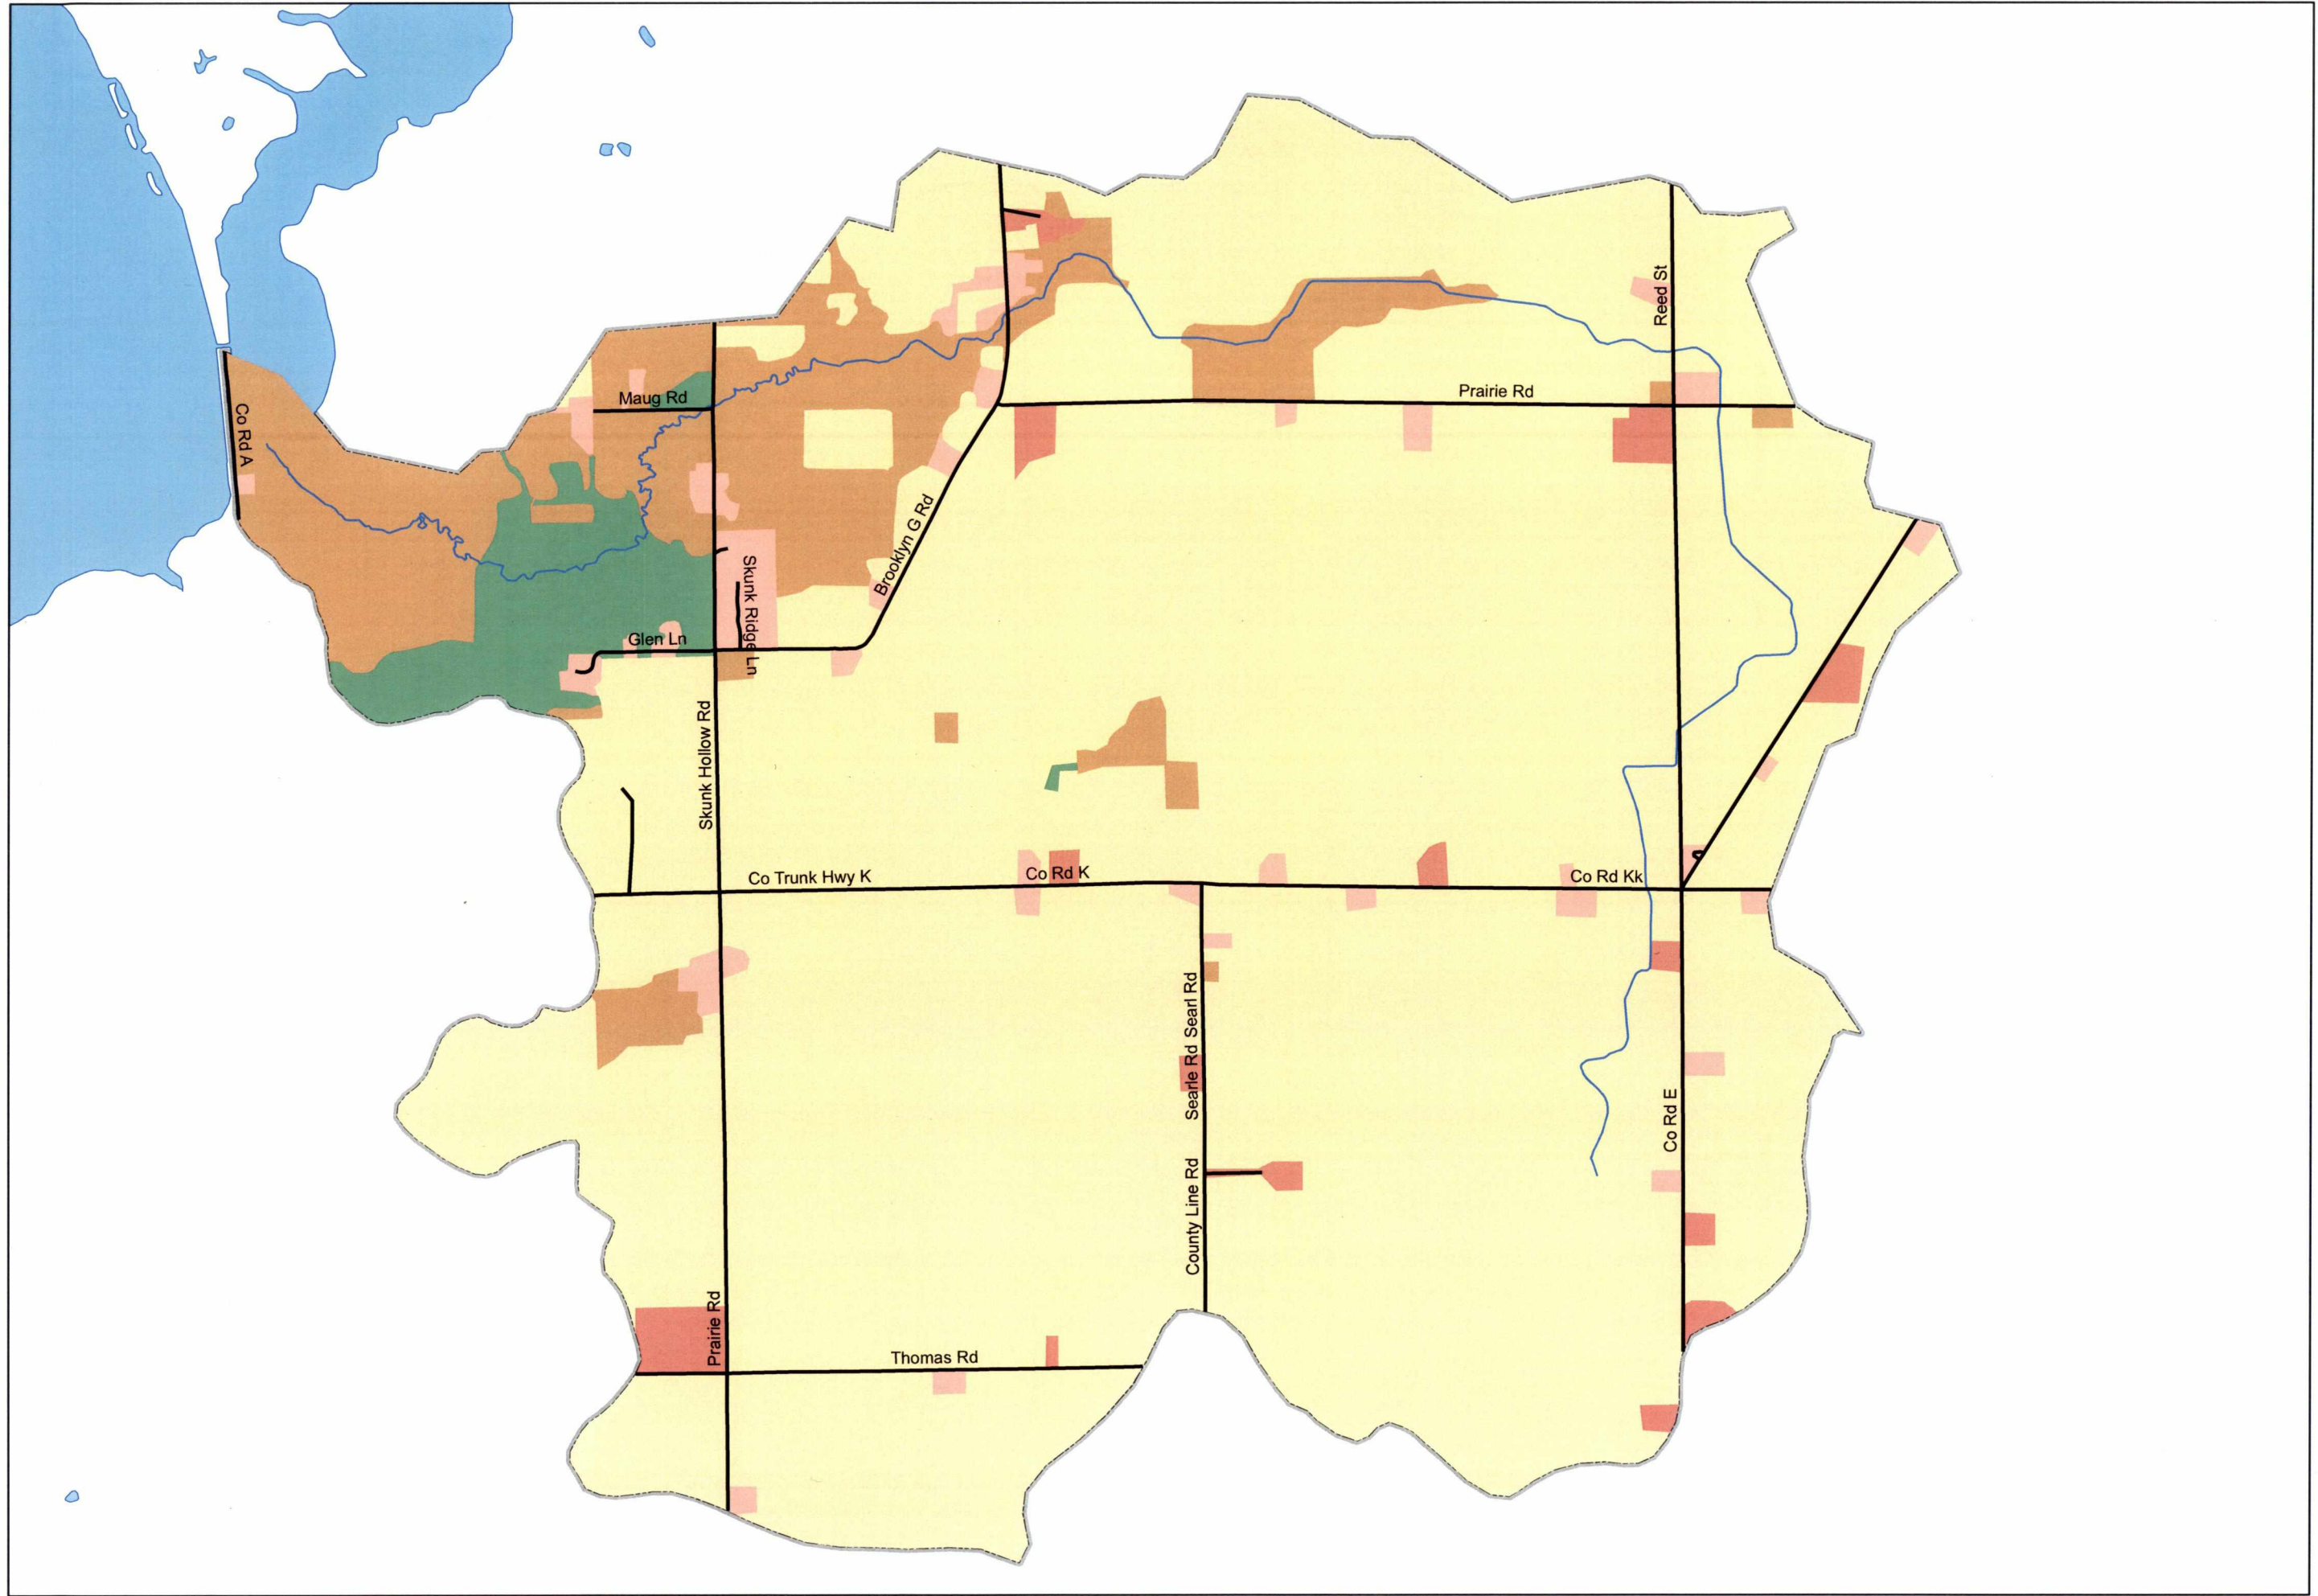 Reed St
Maug Rd
Prairie Rd
Co Rd A
Brooklyn G Rd
Skunk Ridge Ln
Glen Ln
Skunk Hollow Rd
Co Trunk Hwy K
Co Rd K
Co Rd Kk
Searle Rd Searl Rd
Co Rd E
County Line Rd
Prairie Rd
Thomas Rd